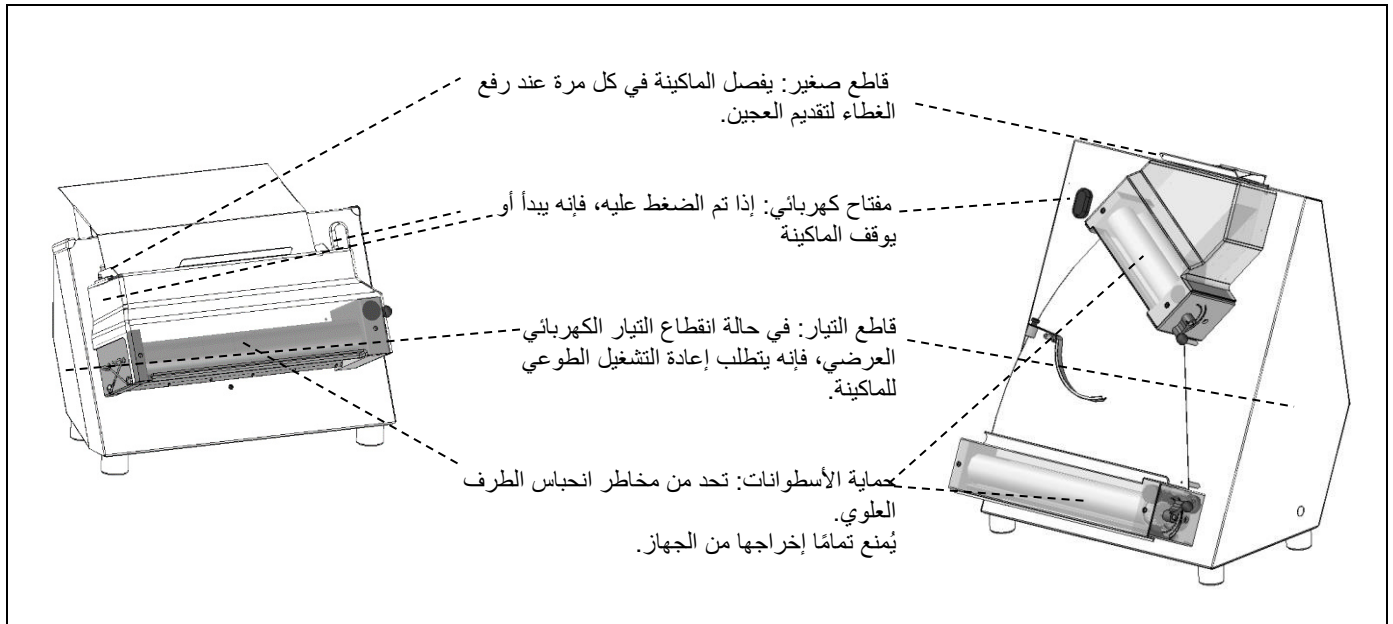 قاطع صغير: يفصل الماكينة في كل مرة عند رفع
الغطاء لتقديم العجين.
مفتاح كهربائي: إذا تم الضغط عليه، فإنه يبدأ أو
يوقف الماكينة
قاطع التيار: في حالة انقطاع التيار الكهربائي
العرضي، فإنه يتطلب إعادة التشغيل الطوعي
للماكينة.
حماية الأسطوانات: تحد من مخاطر انحباس الطرف
العلوي.
يُمنع تمامًا إخراجها من الجهاز.